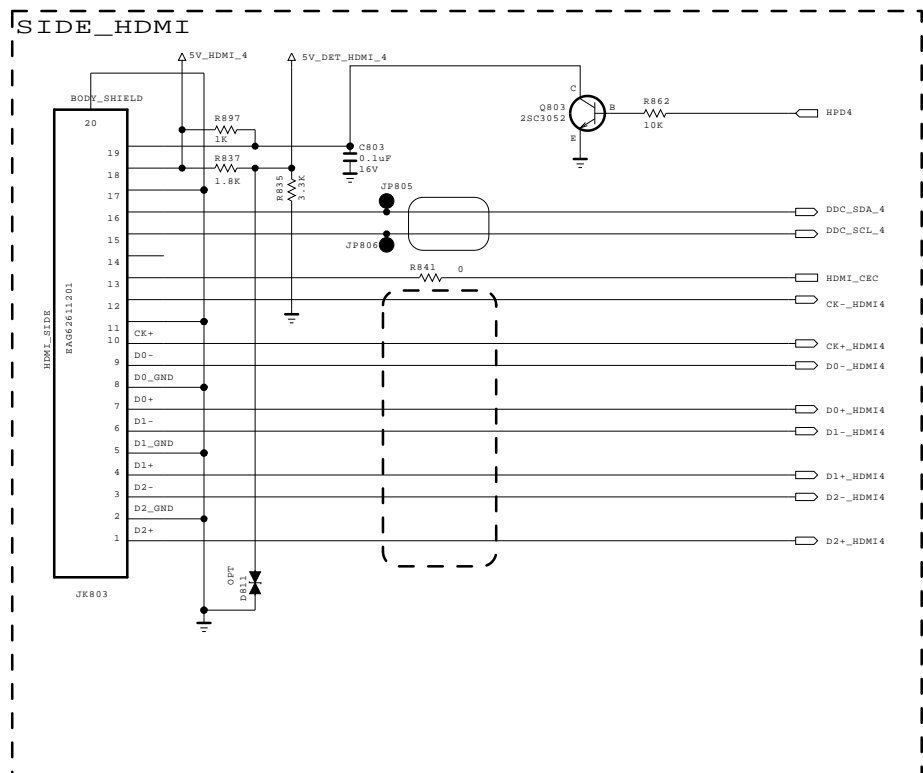 SIDE_HDMI
5V_HDMI_4
5V_DET_HDMI_4
BODY_SHIELD
20
R897
1K
C
Q803
2SC3052
B
E
R862
10K
HPD4
19
18
R837
1.8K
C803
0.1uF
16V
R835
3.3K
17
JP805
16
DDC_SDA_4
15
DDC_SCL_4
JP806
14
R841
0
13
HDMI_CEC
12
CK-_HDMI4
HDMI_SIDE
EAG62611201
11
CK+
10
CK+_HDMI4
D0-
9
D0-_HDMI4
D0_GND
8
D0+
7
D0+_HDMI4
D1-
6
D1-_HDMI4
D1_GND
5
D1+
4
D1+_HDMI4
D2-
3
D2-_HDMI4
D2_GND
2
D2+
1
D2+_HDMI4
OPT
D811
JK803